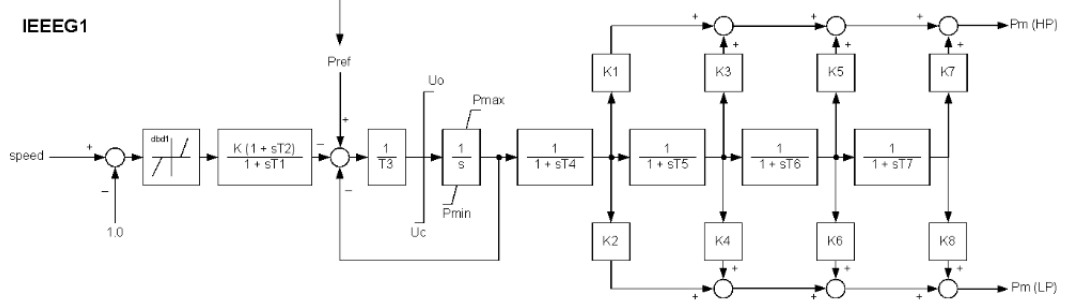 IEEEG1
Pref
Uo
Pmax
K1
K3
K5
K7
Pm (HP)
speed
1.0
dbd1
K (1 + sT2)
1 + sT1
1
T3
1
s
Pmin
Uc
1
1 + sT4
1
1 + sT5
1
1 + sT6
1
1 + sT7
K2
K4
K6
K8
Pm (LP)